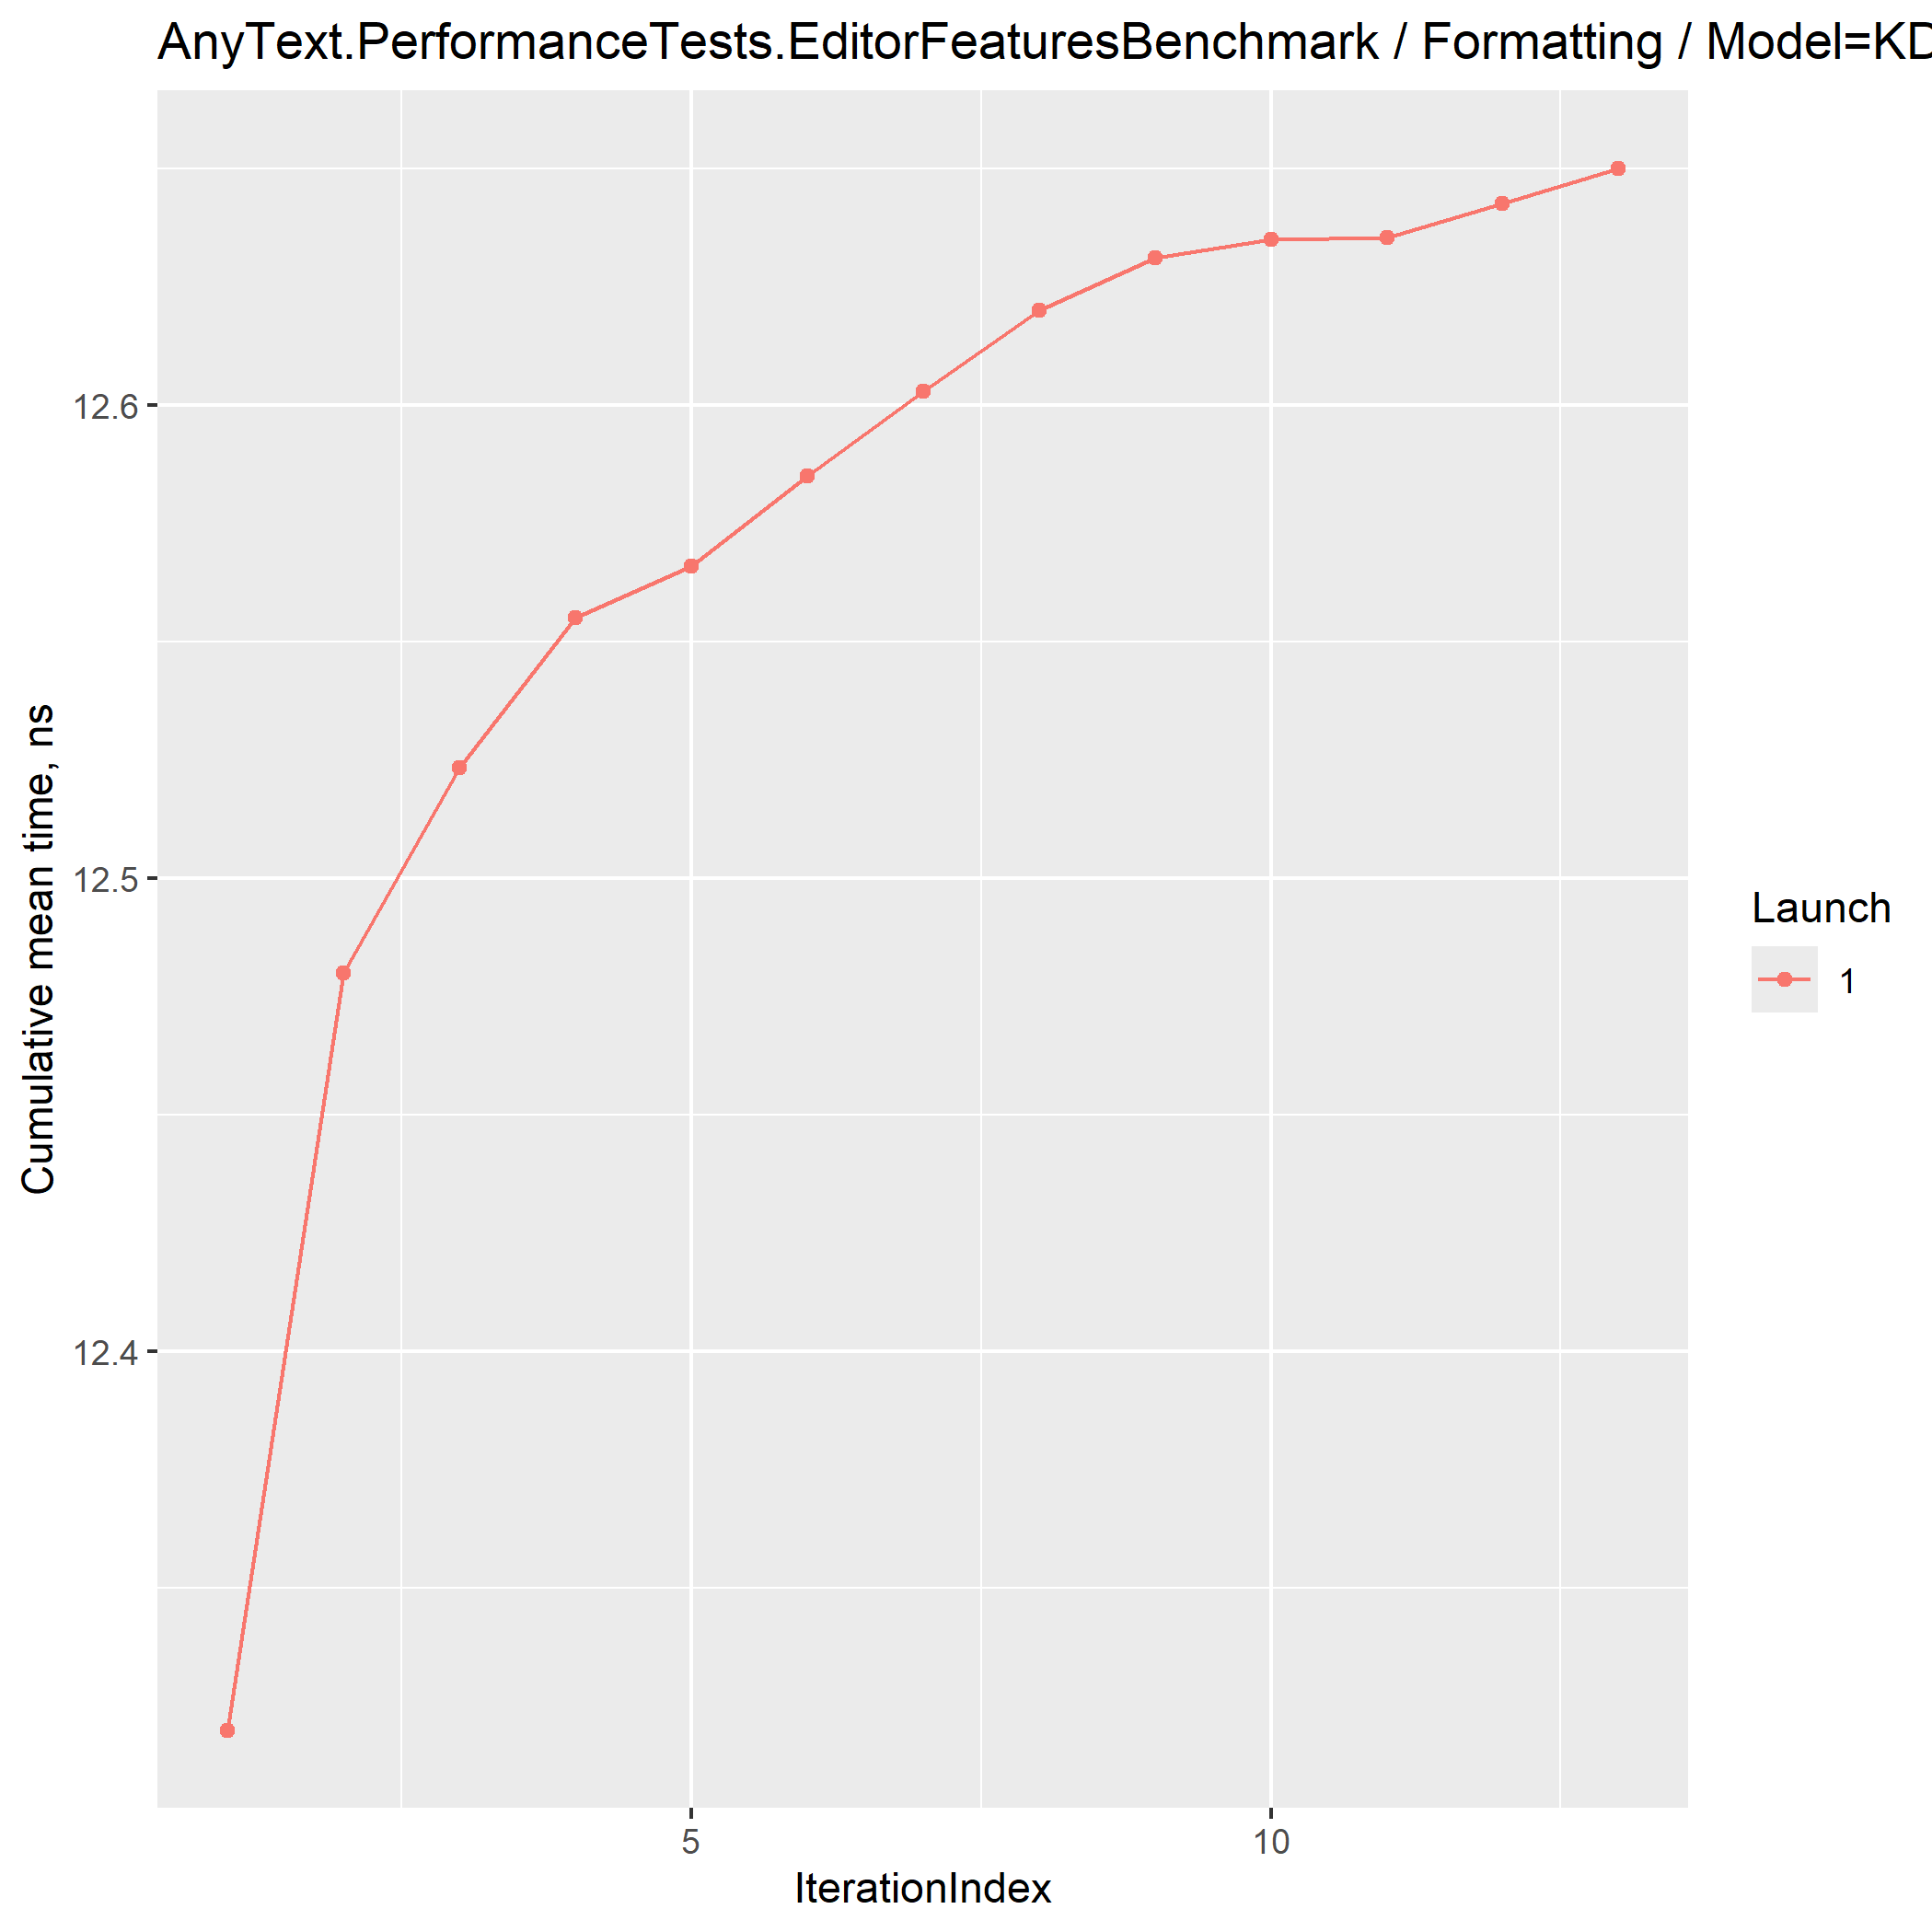 AnyText.PerformanceTests.EditorFeaturesBenchmark / Formatting / Model=KD
Cumulative mean time, ns
12.6
12.5
12.4
5
10
IterationIndex
Launch
1